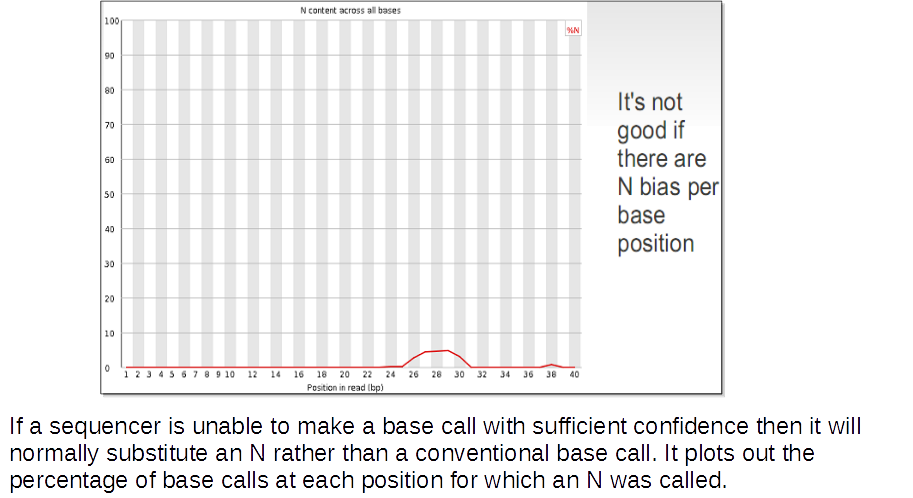 N content across all bases
100
%N
90
80
70
60
50
40
30
20
10
0
1 2 3 4 5 6 7 8 9 10 12 14 16 18 20 22 24 26 28 30 32 34 36 38 40
Position in read (bp)
It's not
good if
there are
N bias per
base
position
If a sequencer is unable to make a base call with sufficient confidence then it will
normally substitute an N rather than a conventional base call. It plots out the
percentage of base calls at each position for which an N was called.